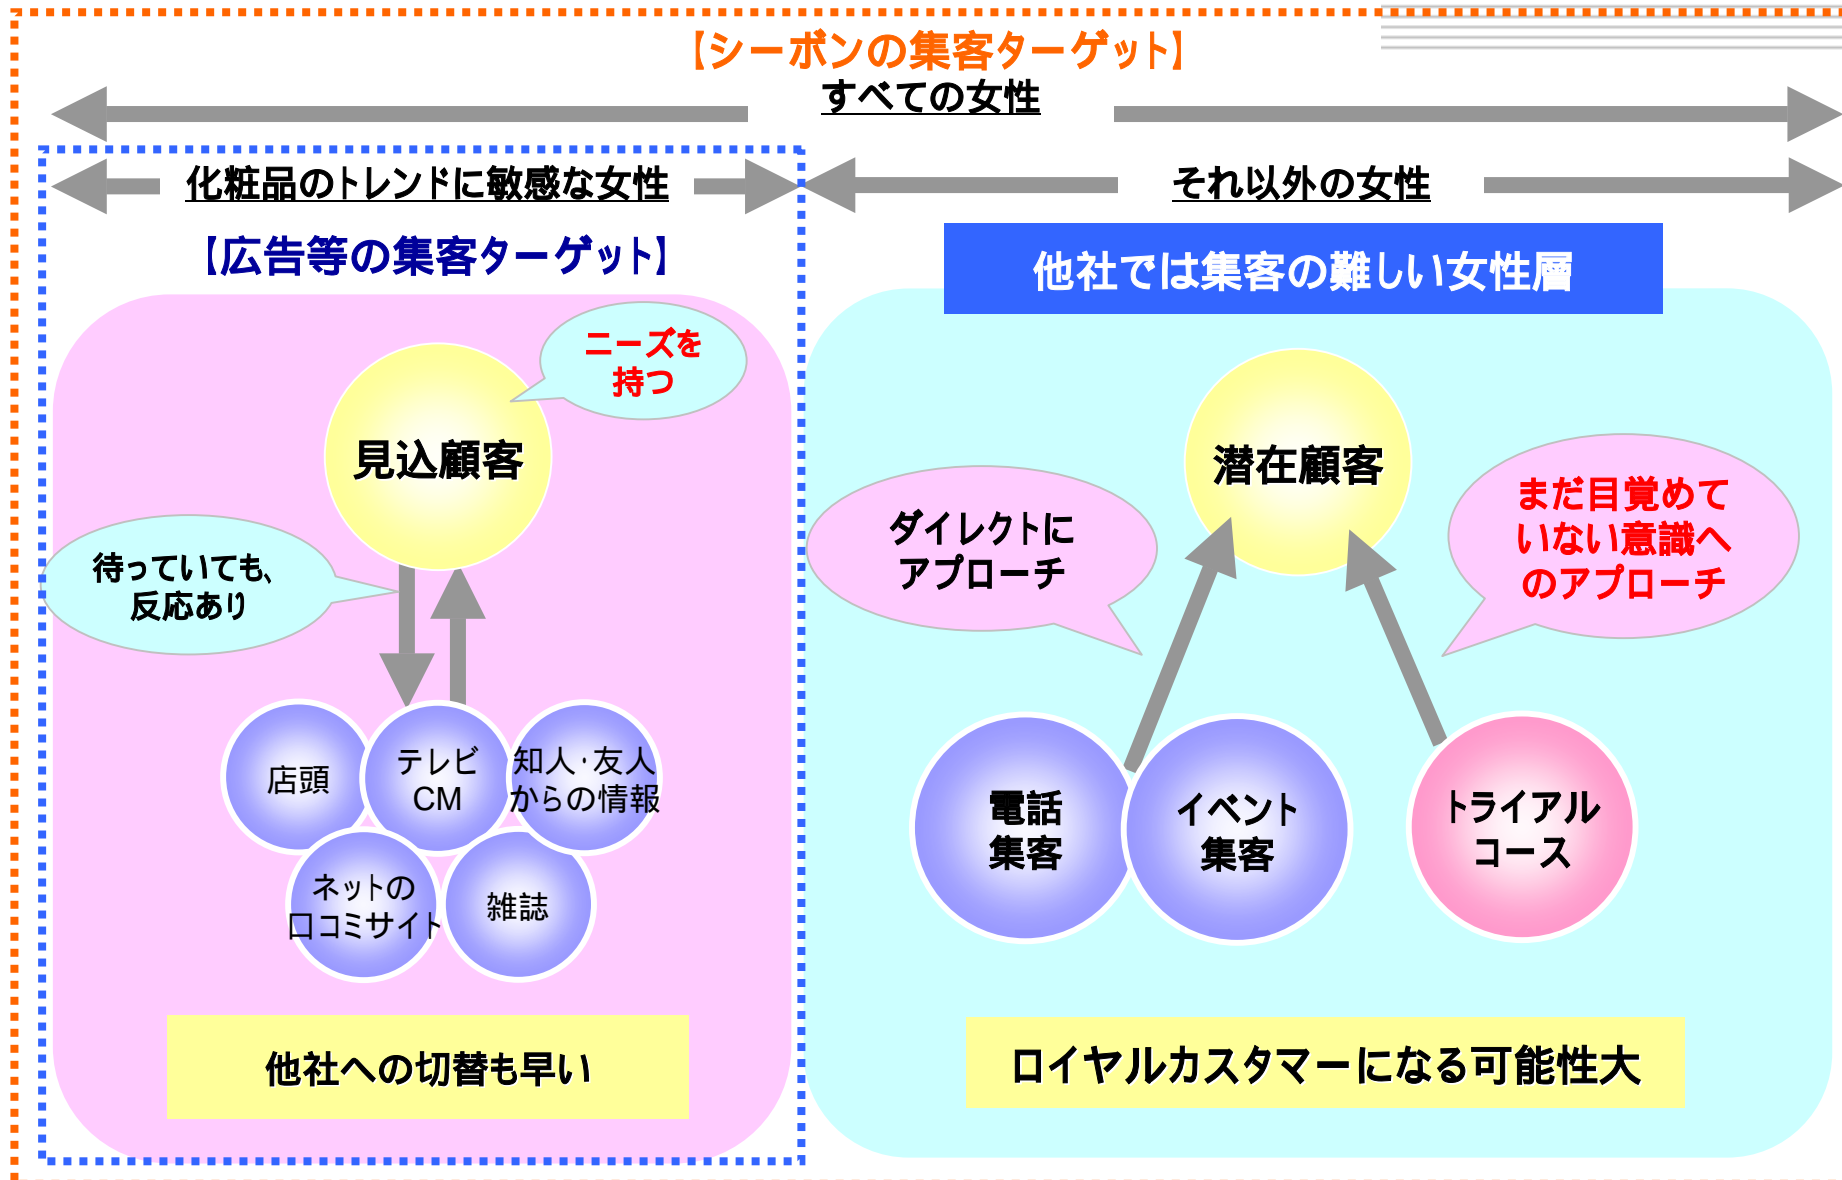 【シーボンの集客ターゲット】
すべての女性
化粧品のトレンドに敏感な女性
それ以外の女性
【広告等の集客ターゲット】
他社では集客の難しい女性層
ニーズを
持つ
見込顧客
待っていても、
反応あり
店頭
テレビ
CM
知人・友人
からの情報
ネットの
口コミサイト
雑誌
他社への切替も早い
潜在顧客
ダイレクトに
アプローチ
まだ目覚めて
いない意識へ
のアプローチ
電話
集客
イベント
集客
トライアル
コース
ロイヤルカスタマーになる可能性大